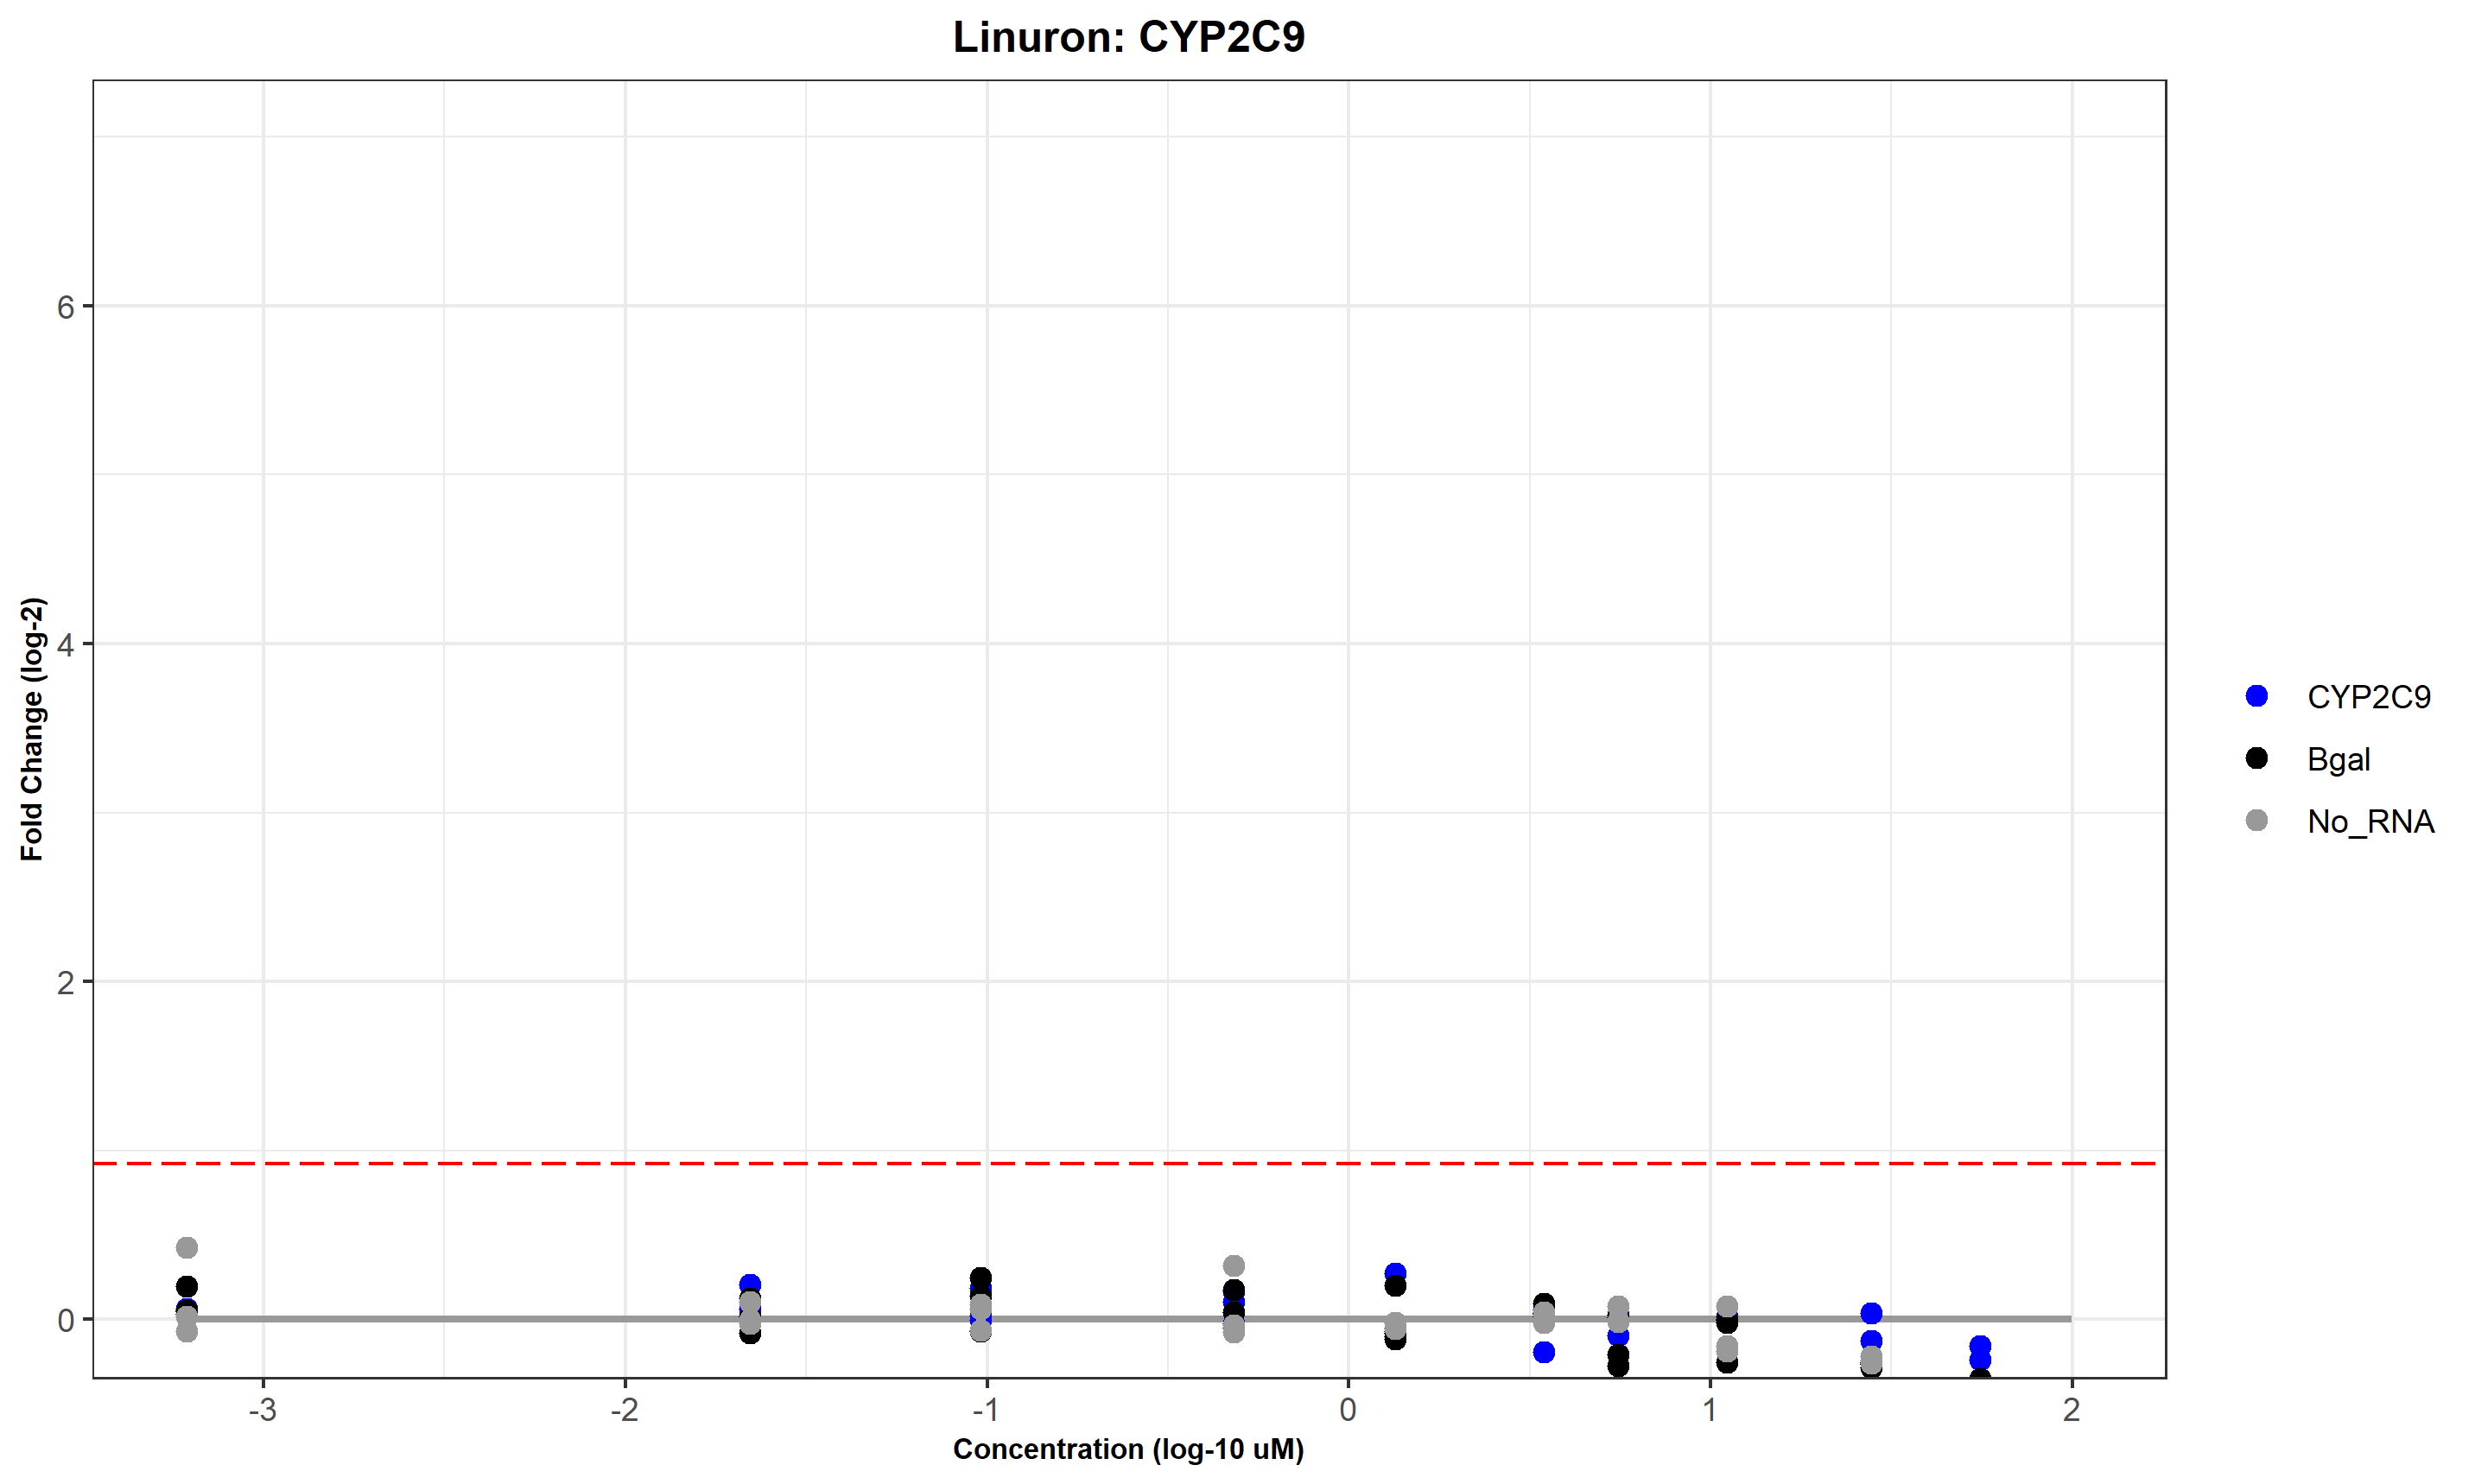 Linuron: CYP2C9
Fold Change (log-2)
6
4
2
0
-3
-2
-1
0
1
2
Concentration (log-10 uM)
CYP2C9
Bgal
No_RNA